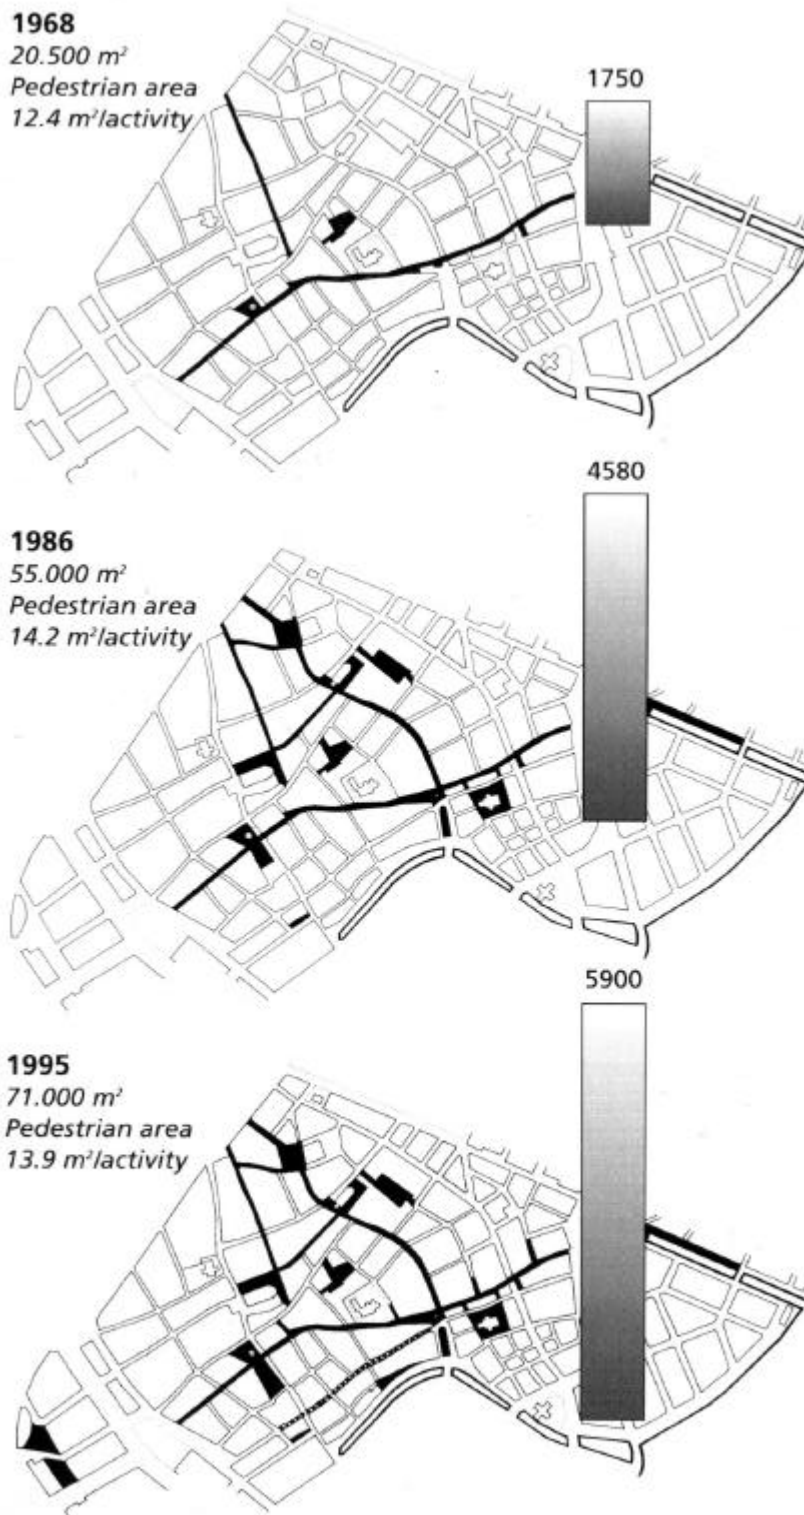 1968
20.500 m²
Pedestrian area
12.4 m²/activity
1750
1986
55.000 m²
Pedestrian area
14.2 m²/activity
4580
1995
71.000 m²
Pedestrian area
13.9 m²/activity
5900